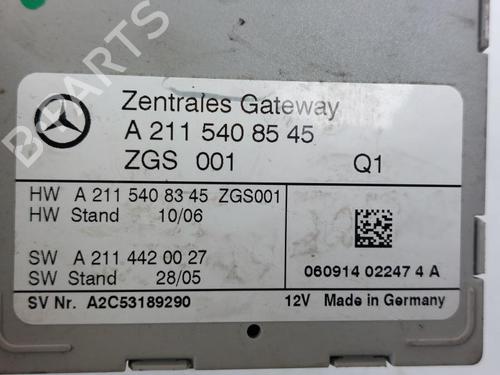 Zentrales Gateway
A 211 540 85 45
ZGS 001 Q1
HW A 211 540 83 45 ZGS001
HW Stand 10/06
SW A 211 442 00 27
SW Stand 28/05
060914 02247 4 A
SV Nr. A2C53189290 12V Made in Germany
B-PARTS